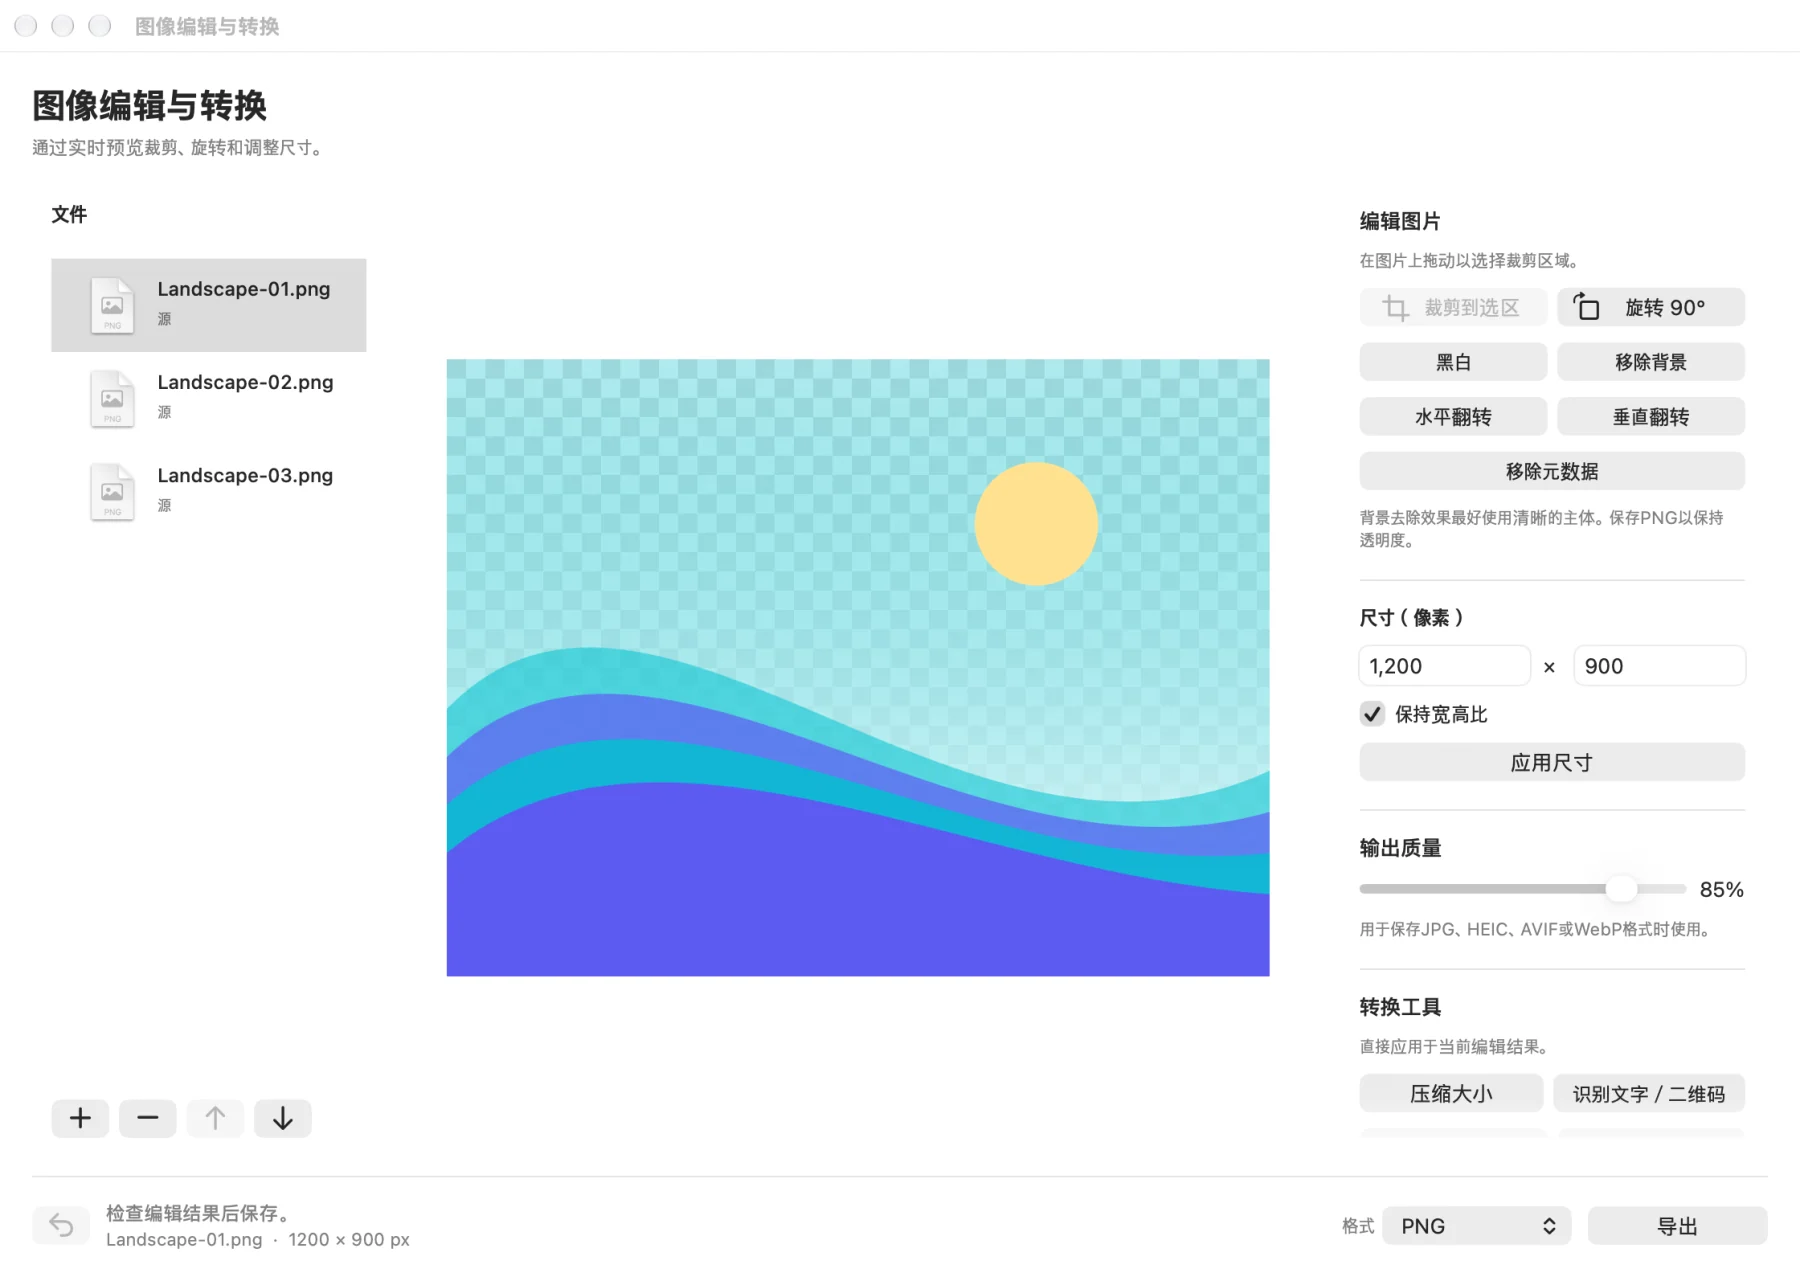 图像编辑与转换
图像编辑与转换
通过实时预览裁剪、旋转和调整尺寸。
文件
PNG
Landscape-01.png
源
PNG
Landscape-02.png
源
PNG
Landscape-03.png
源
编辑图片
在图片上拖动以选择裁剪区域。
裁剪到选区
旋转 90°
黑白
移除背景
水平翻转
垂直翻转
移除元数据
背景去除效果最好使用清晰的主体。保存PNG以保持
透明度。
尺寸（像素）
1,200 × 900
保持宽高比
应用尺寸
输出质量
85%
用于保存JPG、HEIC、AVIF或WebP格式时使用。
转换工具
直接应用于当前编辑结果。
压缩大小
识别文字 / 二维码
检查编辑结果后保存。
Landscape-01.png · 1200 × 900 px
格式
PNG
导出